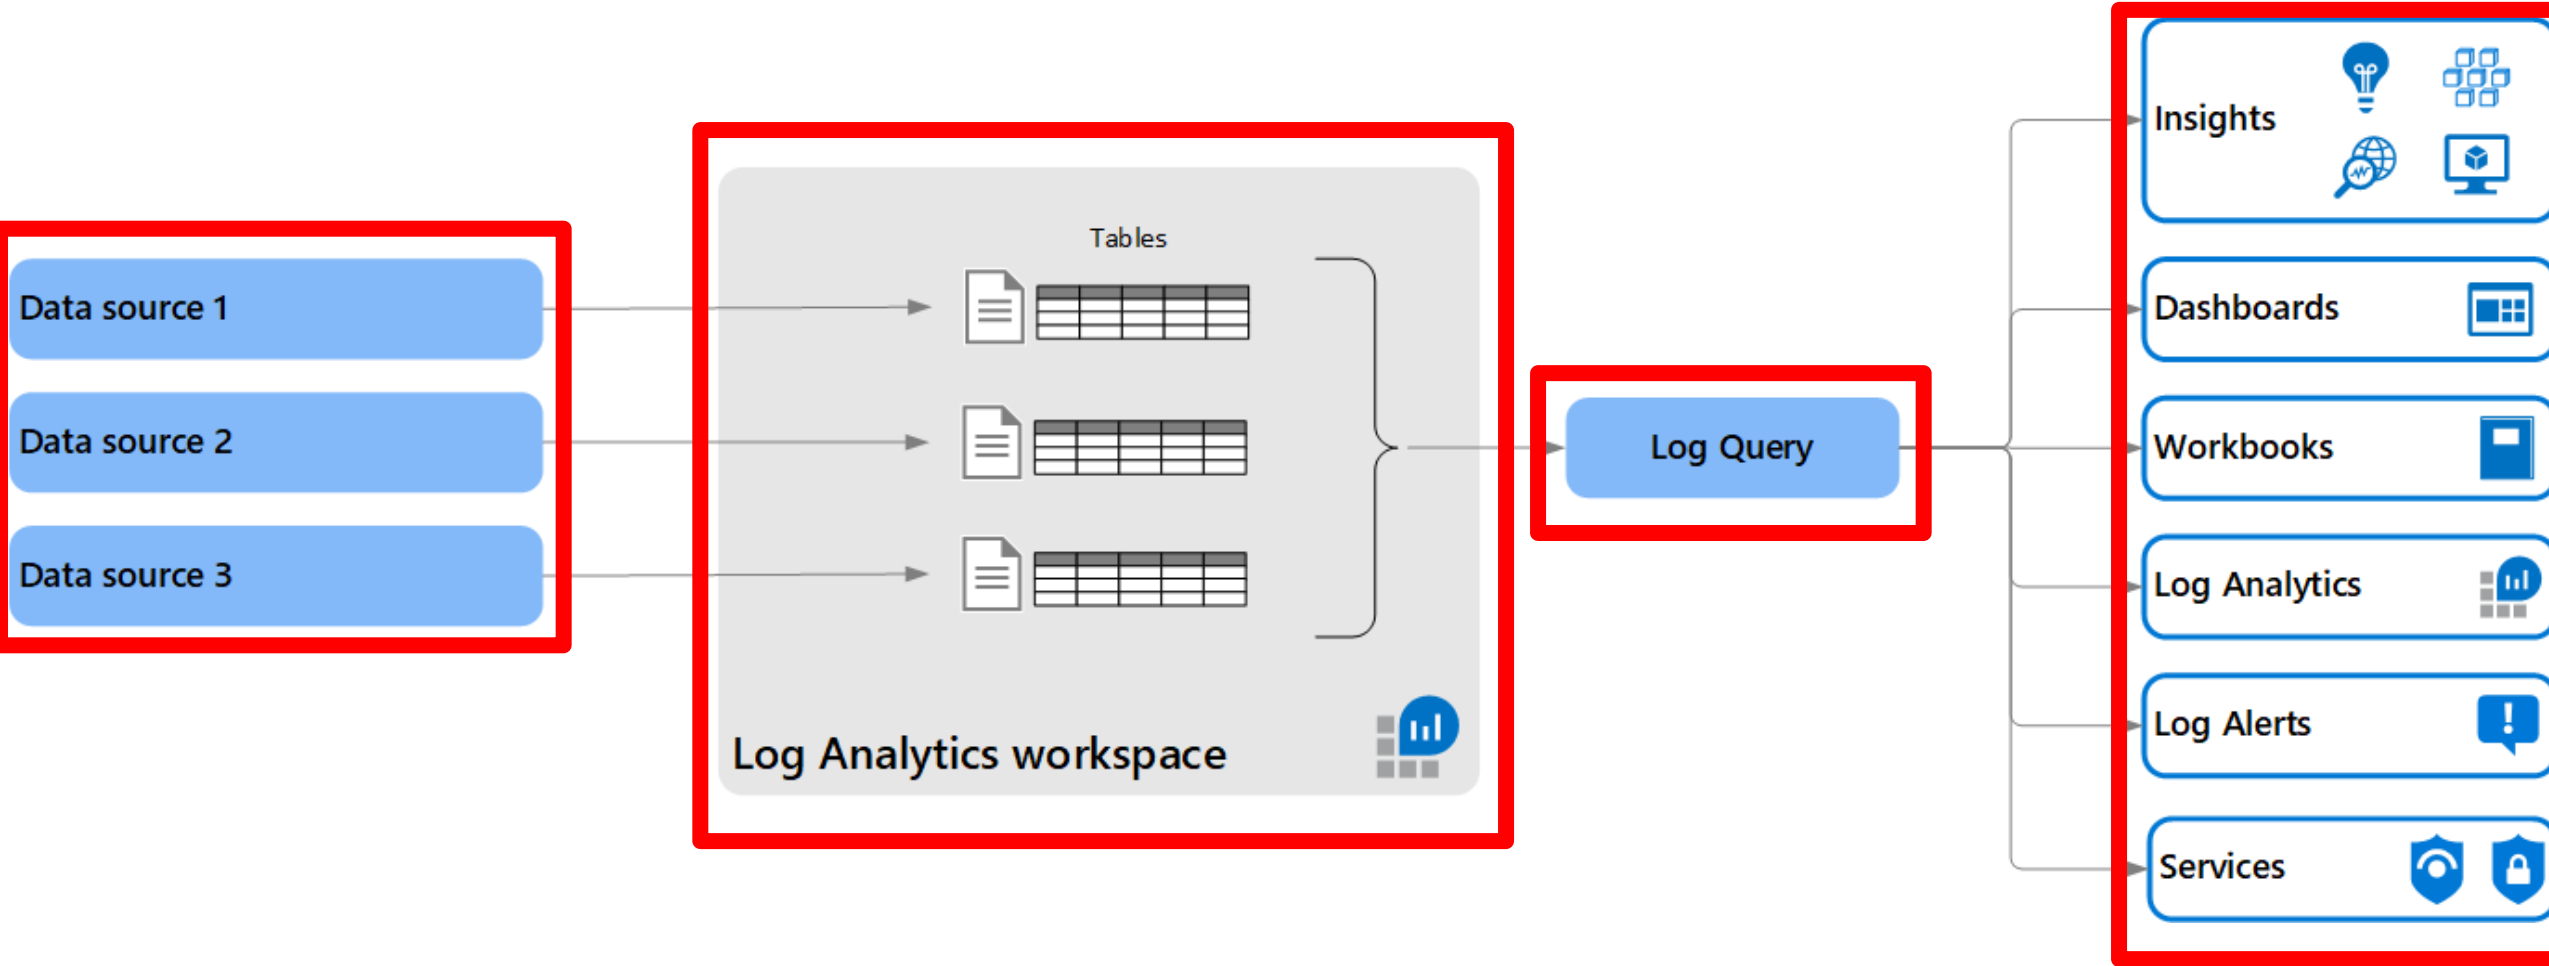 Data source 1
Data source 2
Data source 3
Tables
Log Analytics workspace
Log Query
Insights
Dashboards
Workbooks
Log Analytics
Log Alerts
Services